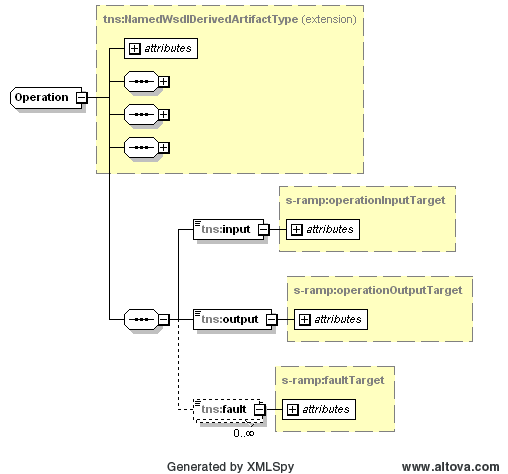 tns:NamedWsdlDerivedArtifactType (extension)
attributes
Operation
s-ramp:operationInputTarget
tns:input
attributes
s-ramp:operationOutputTarget
tns:output
attributes
s-ramp:faultTarget
tns:fault
attributes
0..∞
Generated by XMLSpy
www.altova.com